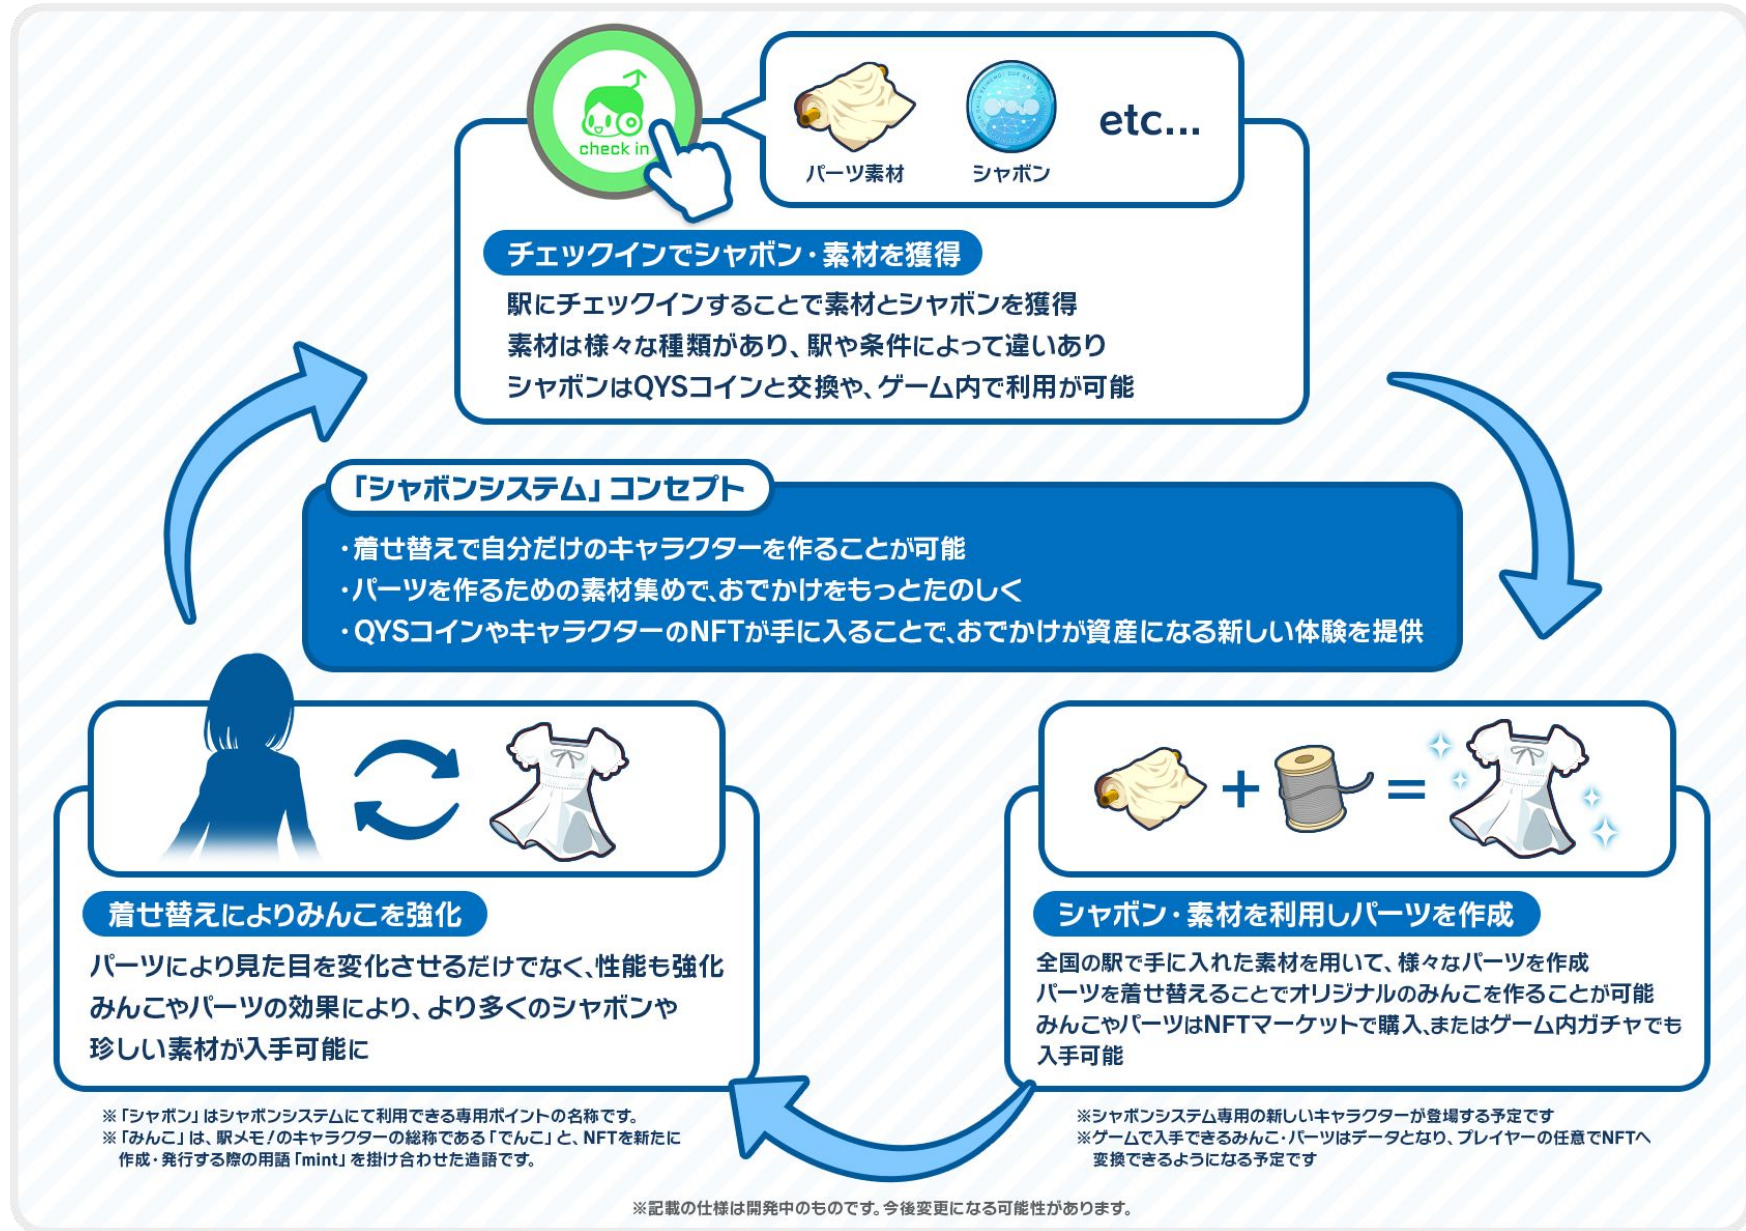 check in
パーツ素材
シャボン
etc...
チェックインでシャボン・素材を獲得
駅にチェックインすることで素材とシャボンを獲得
素材は様々な種類があり、駅や条件によって違いあり
シャボンはQYSコインと交換や、ゲーム内で利用が可能
「シャボンシステム」コンセプト
・着せ替えで自分だけのキャラクターを作ることが可能
・パーツを作るための素材集めで、おでかけをもっとたのしく
・QYSコインやキャラクターのNFTが手に入ることで、おでかけが資産になる新しい体験を提供
+
=
シャボン・素材を利用しパーツを作成
全国の駅で手に入れた素材を用いて、様々なパーツを作成
パーツを着せ替えることでオリジナルのみんこを作ることが可能
みんこやパーツはNFTマーケットで購入、またはゲーム内ガチャでも
入手可能
※シャボンシステム専用の新しいキャラクターが登場する予定です
※ゲームで入手できるみんこ・パーツはデータとなり、プレイヤーの任意でNFTへ
変換できるようになる予定です
着せ替えによりみんこを強化
パーツにより見た目を変化させるだけでなく、性能も強化
みんこやパーツの効果により、より多くのシャボンや
珍しい素材が入手可能に
※「シャボン」はシャボンシステムにて利用できる専用ポイントの名称です。
※「みんこ」は、駅メモ!のキャラクターの総称である「でんこ」と、NFTを新たに
作成・発行する際の用語「mint」を掛け合わせた造語です。
※記載の仕様は開発中のものです。今後変更になる可能性があります。